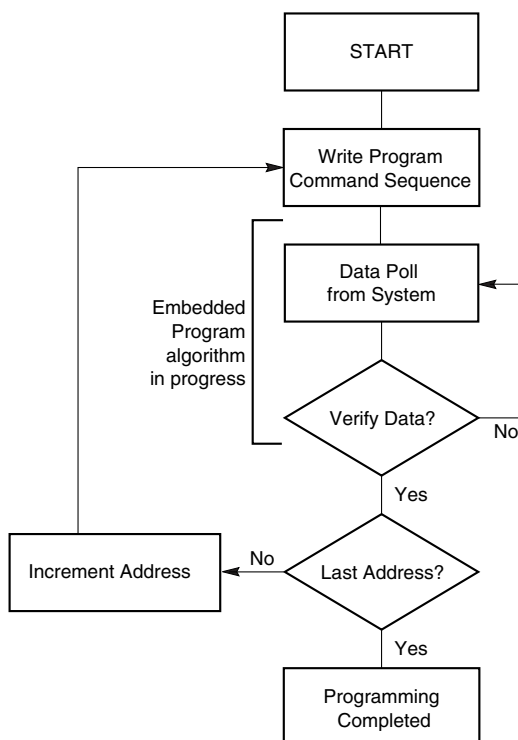 START
Write Program
Command Sequence
Data Poll
from System
Embedded
Program
algorithm
in progress
Verify Data?
No
Yes
Increment Address
No
Last Address?
Yes
Programming
Completed